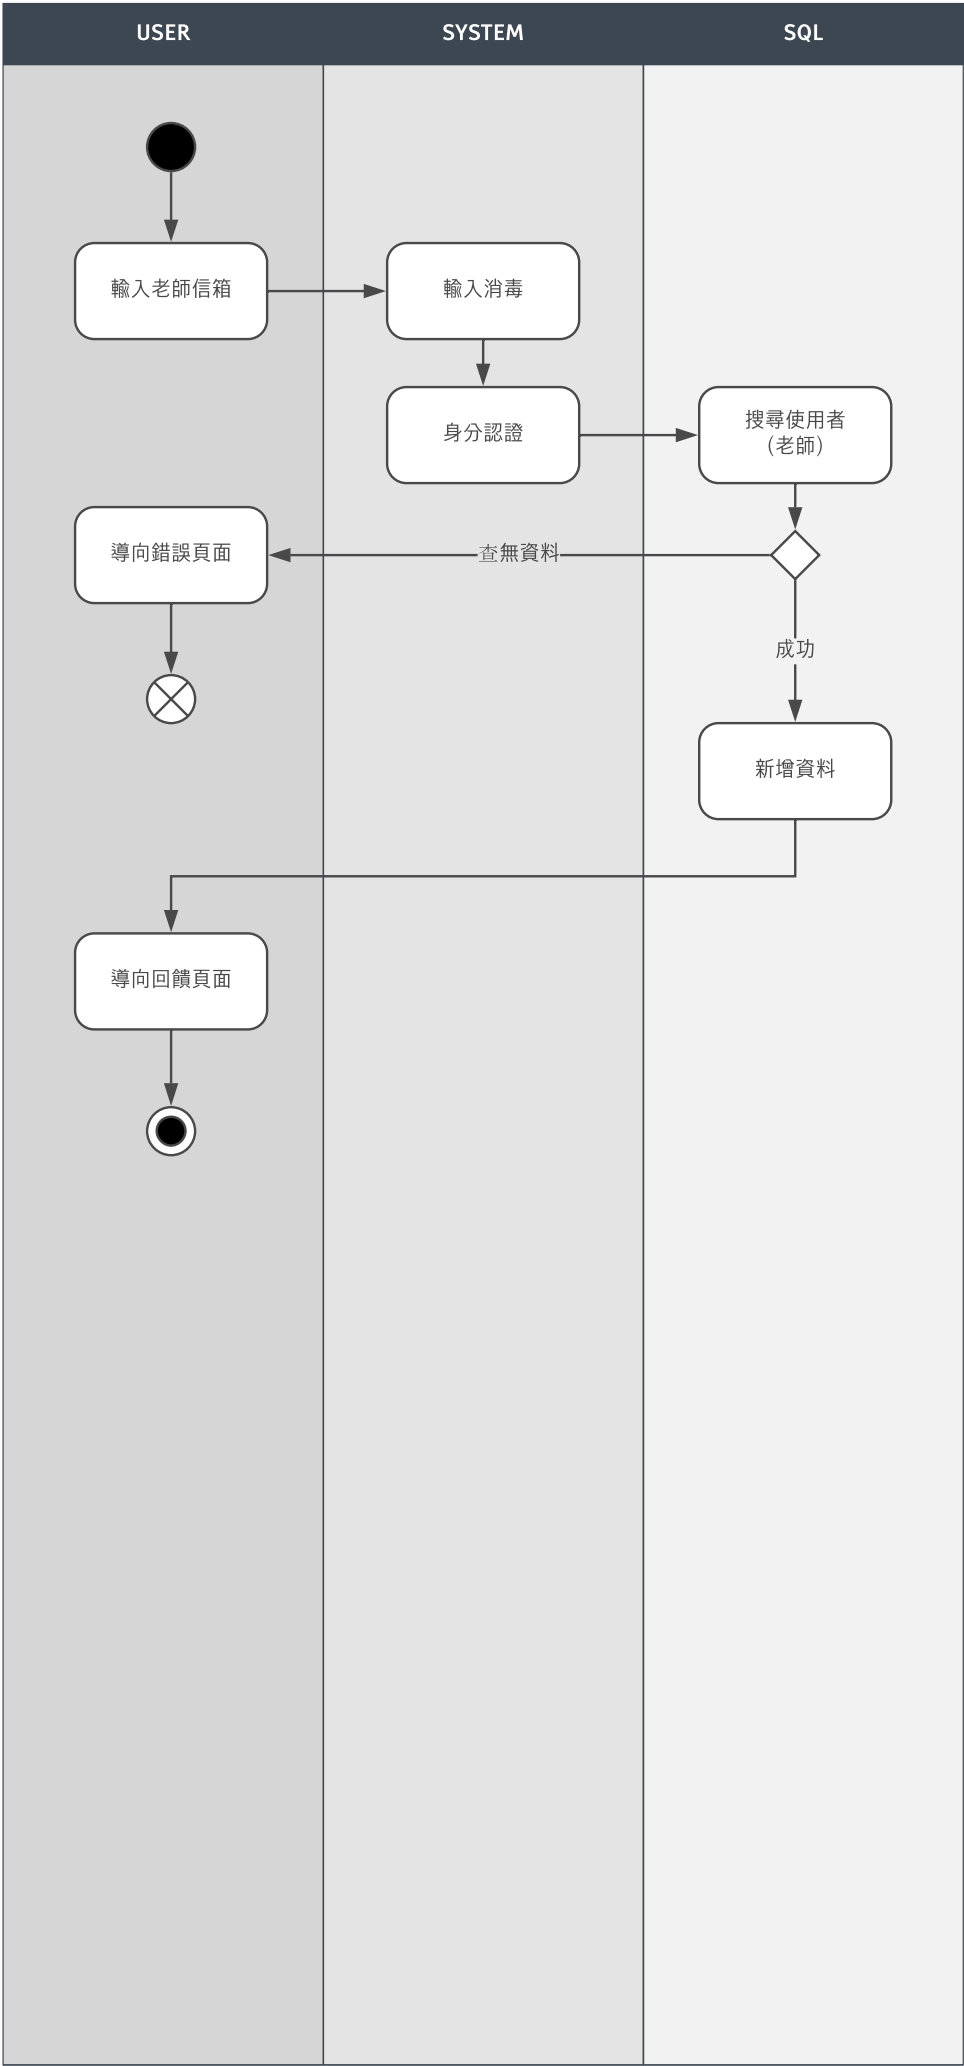 USER
SYSTEM
SQL
輸入老師信箱
輸入消毒
身分認證
搜尋使用者
(老師)
導向錯誤頁面
查無資料
成功
新增資料
導向回饋頁面